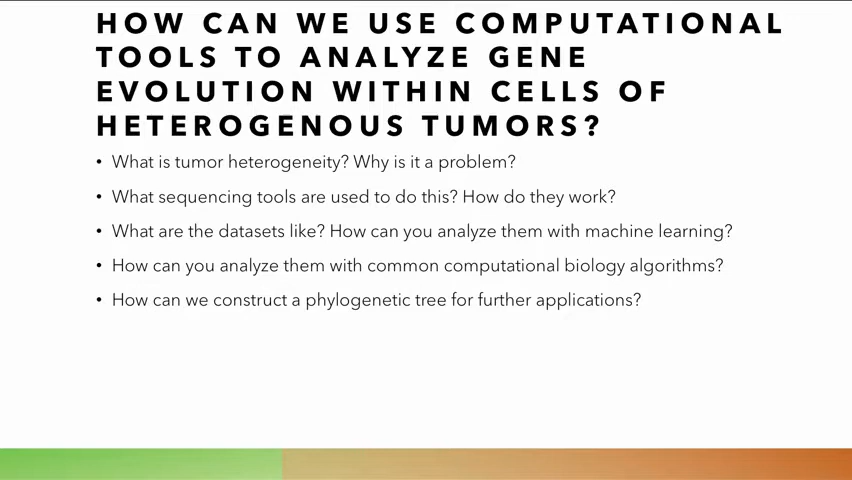 HOW CAN WE USE COMPUTATIONAL
TOOLS TO ANALYZE GENE
EVOLUTION WITHIN CELLS OF
HETEROGENOUS TUMORS?
• What is tumor heterogeneity? Why is it a problem?
• What sequencing tools are used to do this? How do they work?
• What are the datasets like? How can you analyze them with machine learning?
• How can you analyze them with common computational biology algorithms?
• How can we construct a phylogenetic tree for further applications?